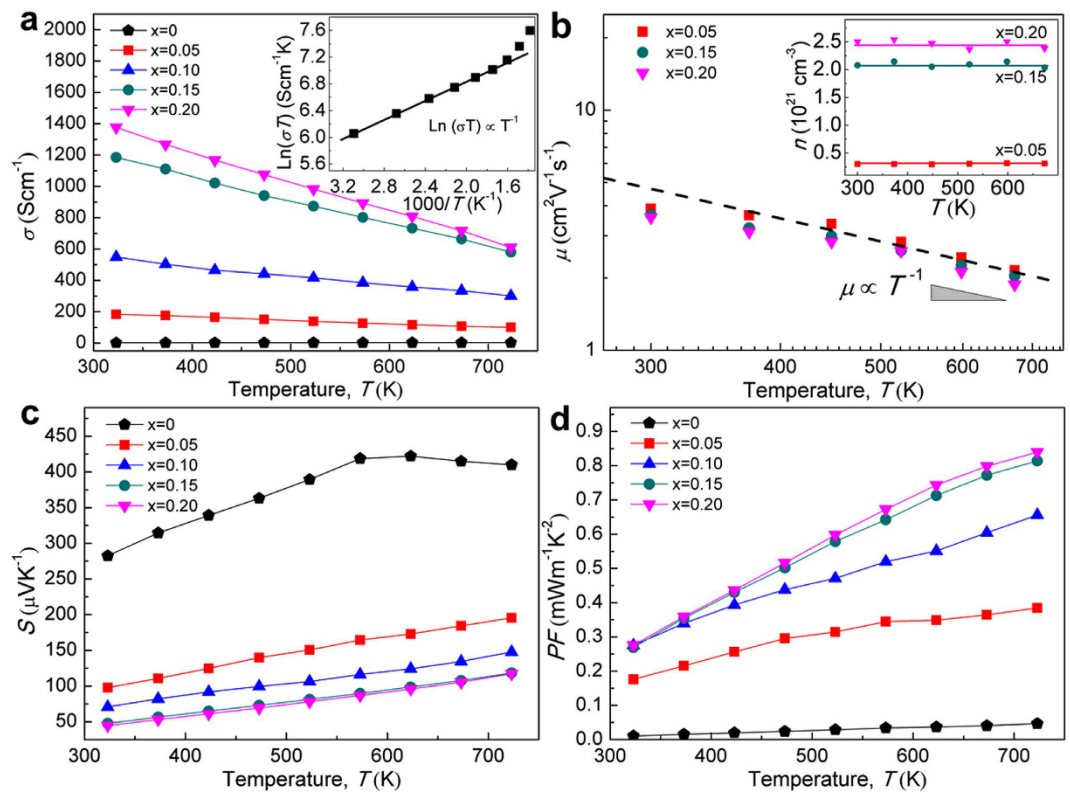 a
σ (Scm⁻¹)
2000
1800
1600
1400
1200
1000
800
600
400
200
0
x=0
x=0.05
x=0.10
x=0.15
x=0.20
Ln(σT) (Scm⁻¹K)
7.6
7.2
6.8
6.4
6.0
5.6
Ln (σT) ∝ T⁻¹
3.2 2.8 2.4 2.0 1.6
1000/T (K⁻¹)
300 400 500 600 700
Temperature, T (K)
b
μ (cm²V⁻¹s⁻¹)
10
1
x=0.05
x=0.15
x=0.20
n (10²¹ cm⁻³)
2.5
2.0
1.5
1.0
0.5
x=0.20
x=0.15
x=0.05
300 400 500 600
T (K)
μ ∝ T⁻¹
300 400 500 600 700
Temperature, T (K)
c
S (μVK⁻¹)
450
400
350
300
250
200
150
100
50
x=0
x=0.05
x=0.10
x=0.15
x=0.20
300 400 500 600 700
Temperature, T (K)
d
PF (mWm⁻¹K⁻²)
0.9
0.8
0.7
0.6
0.5
0.4
0.3
0.2
0.1
0.0
x=0
x=0.05
x=0.10
x=0.15
x=0.20
300 400 500 600 700
Temperature, T (K)